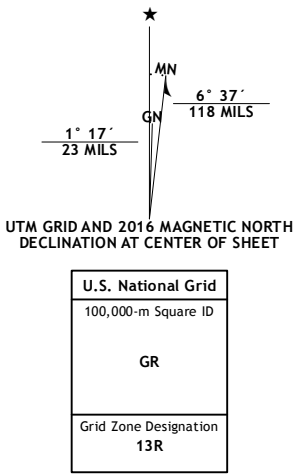 ★
MN
6° 37´
118 MILS
GN
1° 17´
23 MILS
UTM GRID AND 2016 MAGNETIC NORTH
DECLINATION AT CENTER OF SHEET
U.S. National Grid
100,000-m Square ID
GR
Grid Zone Designation
13R